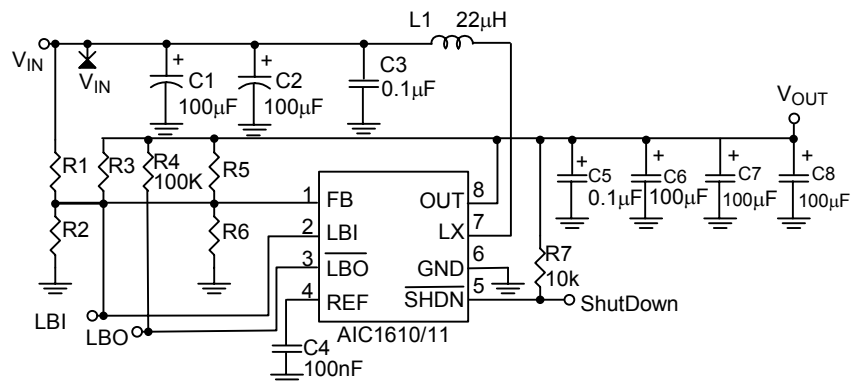 L1 22µH
VIN
VIN
+
C1
100µF
+
C2
100µF
C3
0.1µF
VOUT
R1
R3
R4
100K
R5
R2
R6
1 FB
2 LBI
3 LBO
4 REF
OUT 8
LX 7
GND 6
SHDN 5
AIC1610/11
+
C5
0.1µF
+
C6
100µF
+
C7
100µF
+
C8
100µF
R7
10k
ShutDown
LBI
LBO
C4
100nF